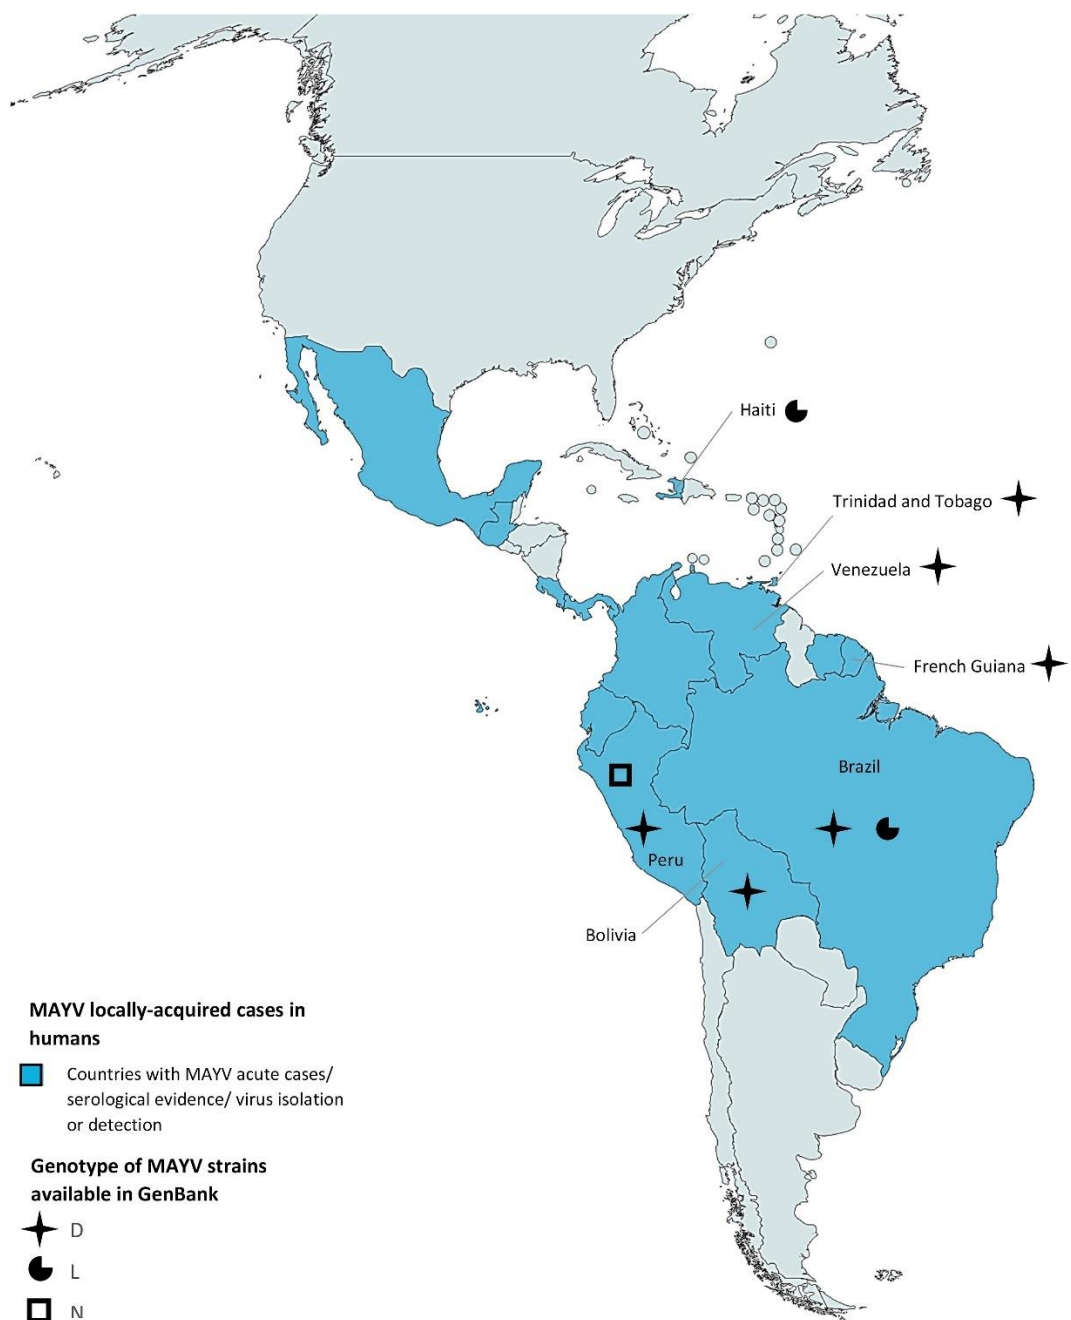 Haiti
Trinidad and Tobago
Venezuela
French Guiana
Brazil
Peru
Bolivia
MAYV locally-acquired cases in
humans
Countries with MAYV acute cases/
serological evidence/ virus isolation
or detection
Genotype of MAYV strains
available in GenBank
D
L
N